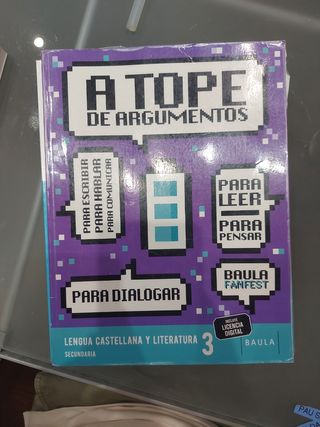 A TOPE
DE ARGUMENTOS
PARA ESCRIBIR
PARA HABLAR
PARA COMUNICAR
PARA
LEER
PARA
PENSAR
BAULA
FANFEST
PARA DIALOGAR
INCLUYE
LICENCIA
DIGITAL
LENGUA CASTELLANA Y LITERATURA 3
SECUNDARIA
BAULA